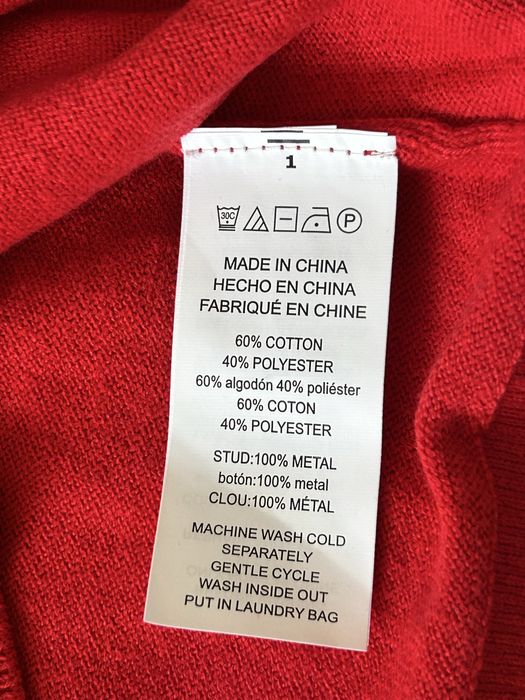 1
30C P
MADE IN CHINA
HECHO EN CHINA
FABRIQUÉ EN CHINE
60% COTTON
40% POLYESTER
60% algodón 40% poliéster
60% COTON
40% POLYESTER
STUD:100% METAL
botón:100% metal
CLOU:100% MÉTAL
MACHINE WASH COLD
SEPARATELY
GENTLE CYCLE
WASH INSIDE OUT
PUT IN LAUNDRY BAG